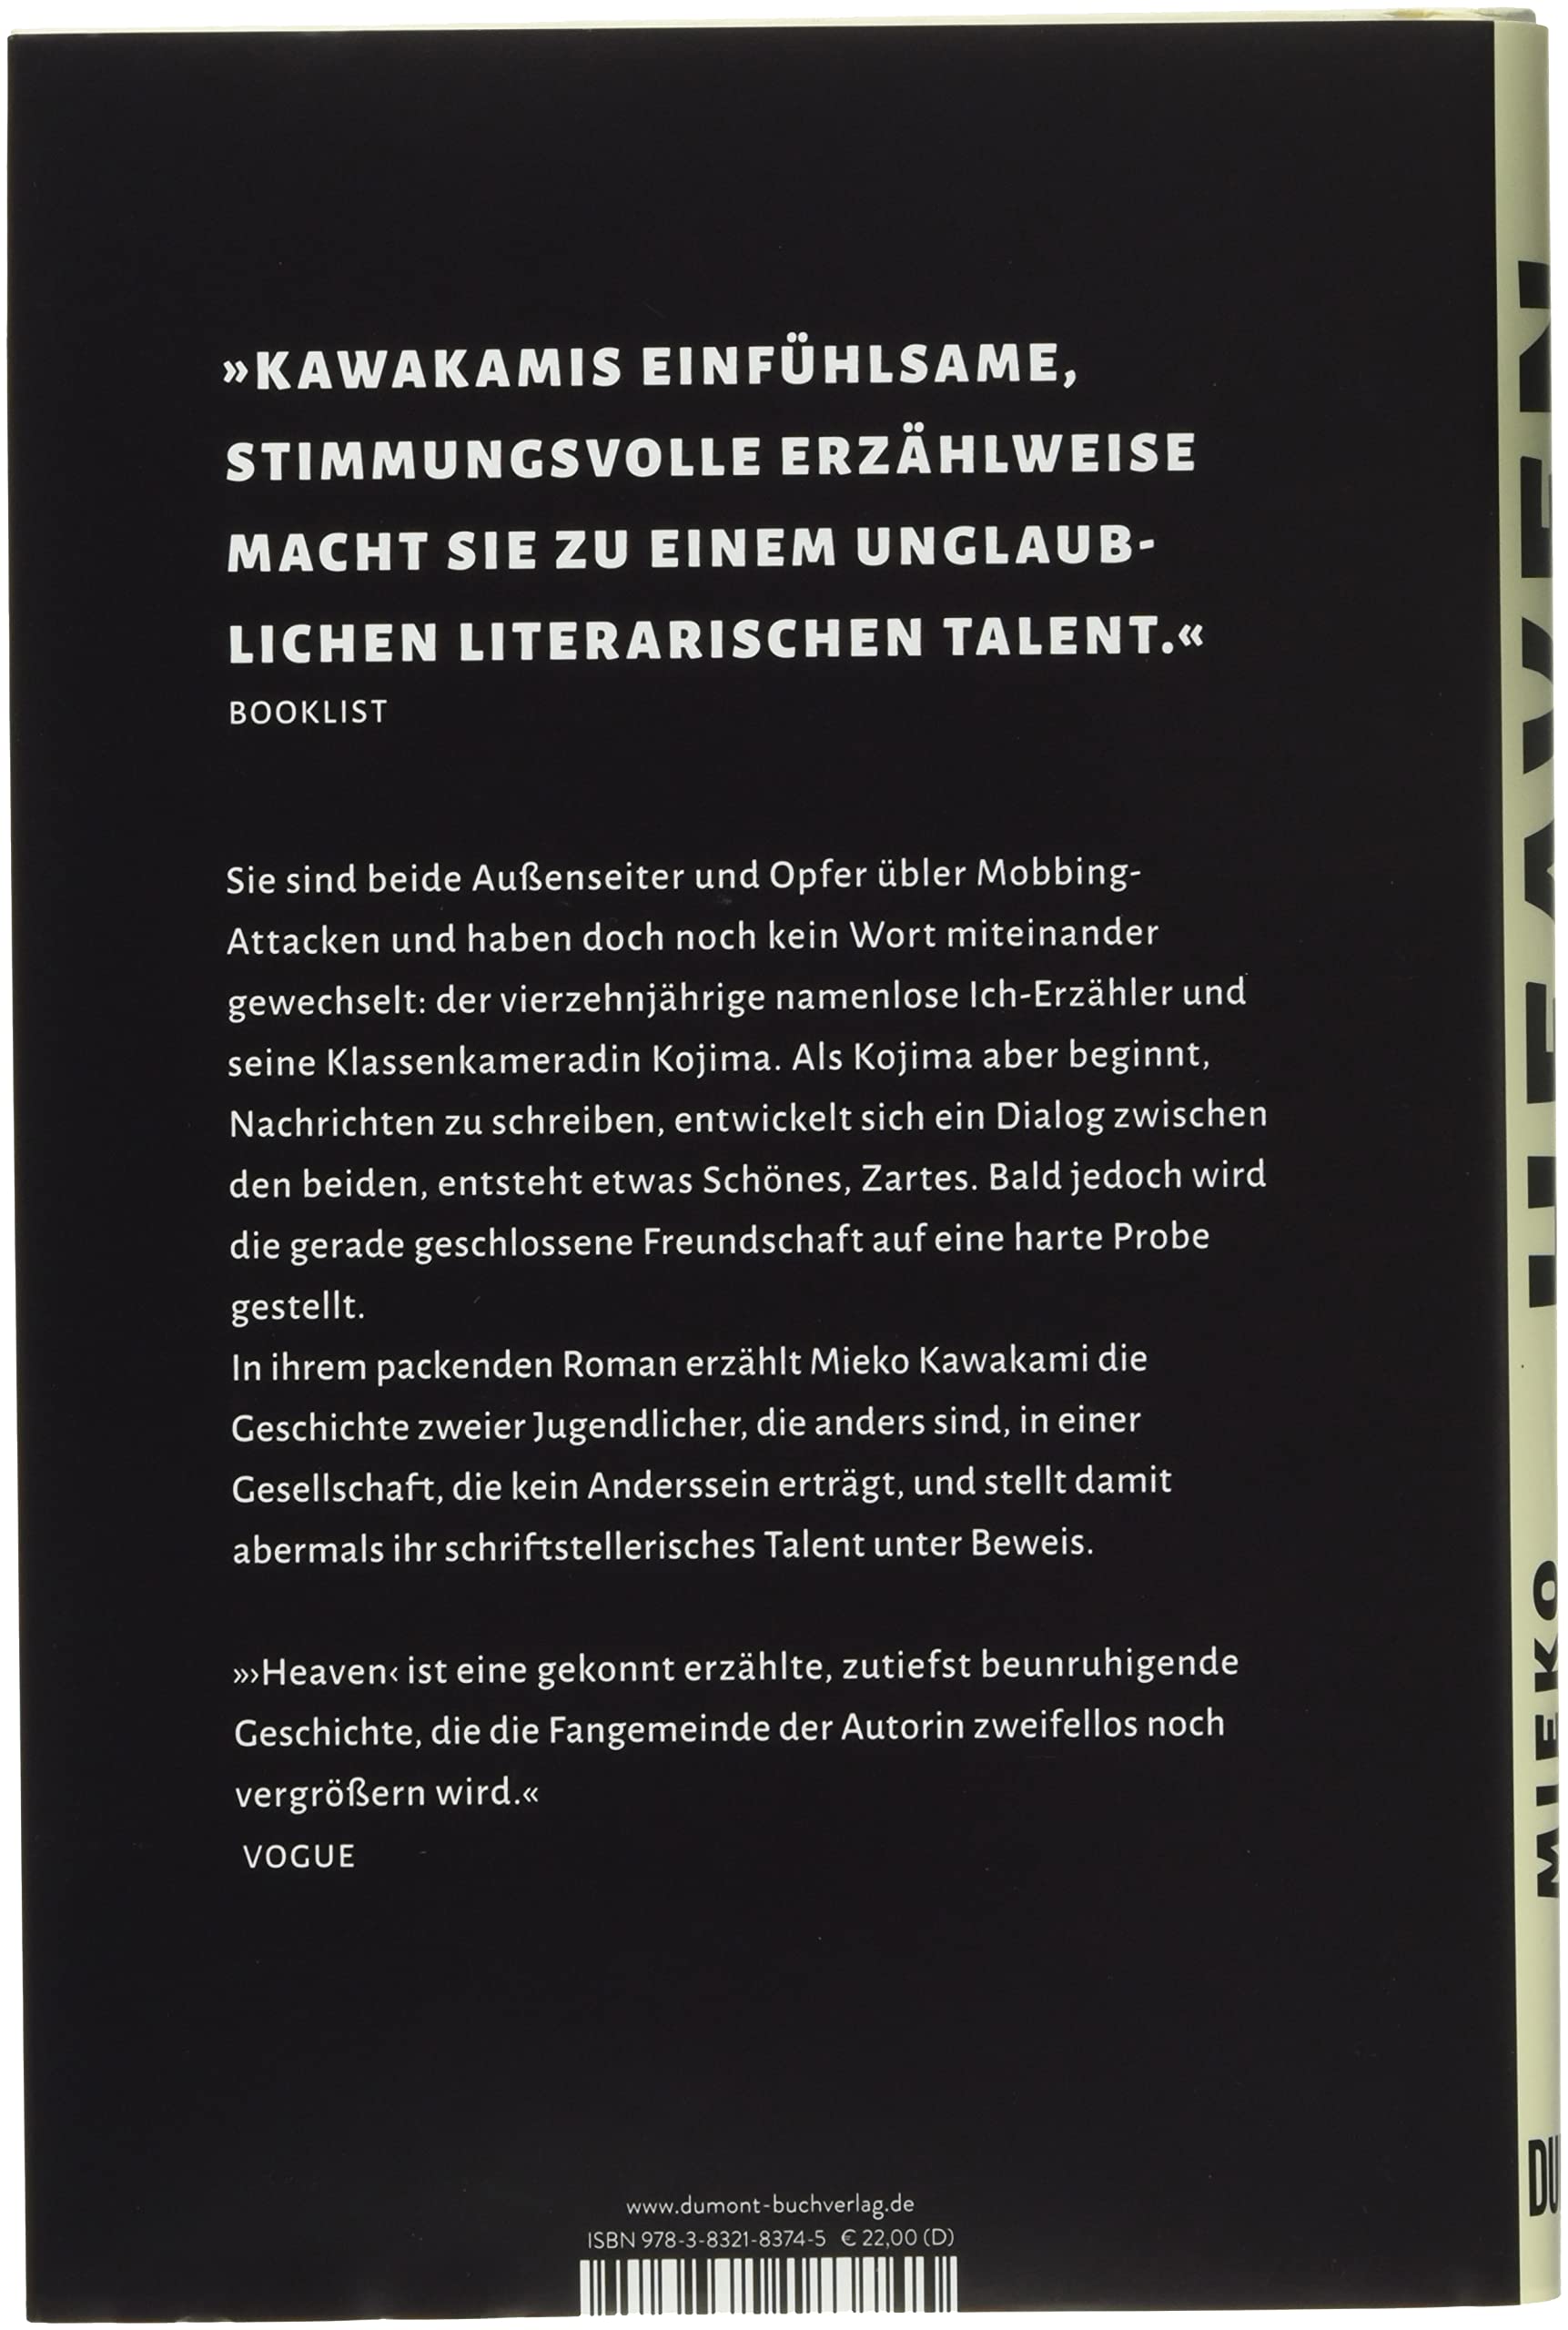 »KAWAKAMIS EINFÜHLSAME,
STIMMUNGSVOLLE ERZÄHLWEISE
MACHT SIE ZU EINEM UNGLAUB-
LICHEN LITERARISCHEN TALENT.«
BOOKLIST
Sie sind beide Außenseiter und Opfer übler Mobbing-
Attacken und haben doch noch kein Wort miteinander
gewechselt: der vierzehnjährige namenlose Ich-Erzähler und
seine Klassenkameradin Kojima. Als Kojima aber beginnt,
Nachrichten zu schreiben, entwickelt sich ein Dialog zwischen
den beiden, entsteht etwas Schönes, Zartes. Bald jedoch wird
die gerade geschlossene Freundschaft auf eine harte Probe
gestellt.
In ihrem packenden Roman erzählt Mieko Kawakami die
Geschichte zweier Jugendlicher, die anders sind, in einer
Gesellschaft, die kein Anderssein erträgt, und stellt damit
abermals ihr schriftstellerisches Talent unter Beweis.
»›Heaven‹ ist eine gekonnt erzählte, zutiefst beunruhigende
Geschichte, die die Fangemeinde der Autorin zweifellos noch
vergrößern wird.«
VOGUE
www.dumont-buchverlag.de
ISBN 978-3-8321-8374-5 € 22,00 (D)
HEAVEN
MIEKO
DU